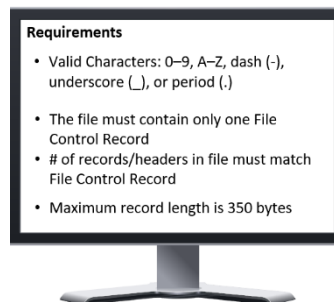 Requirements
• Valid Characters: 0–9, A–Z, dash (-),
underscore (_), or period (.)
• The file must contain only one File
Control Record
• # of records/headers in file must match
File Control Record
• Maximum record length is 350 bytes